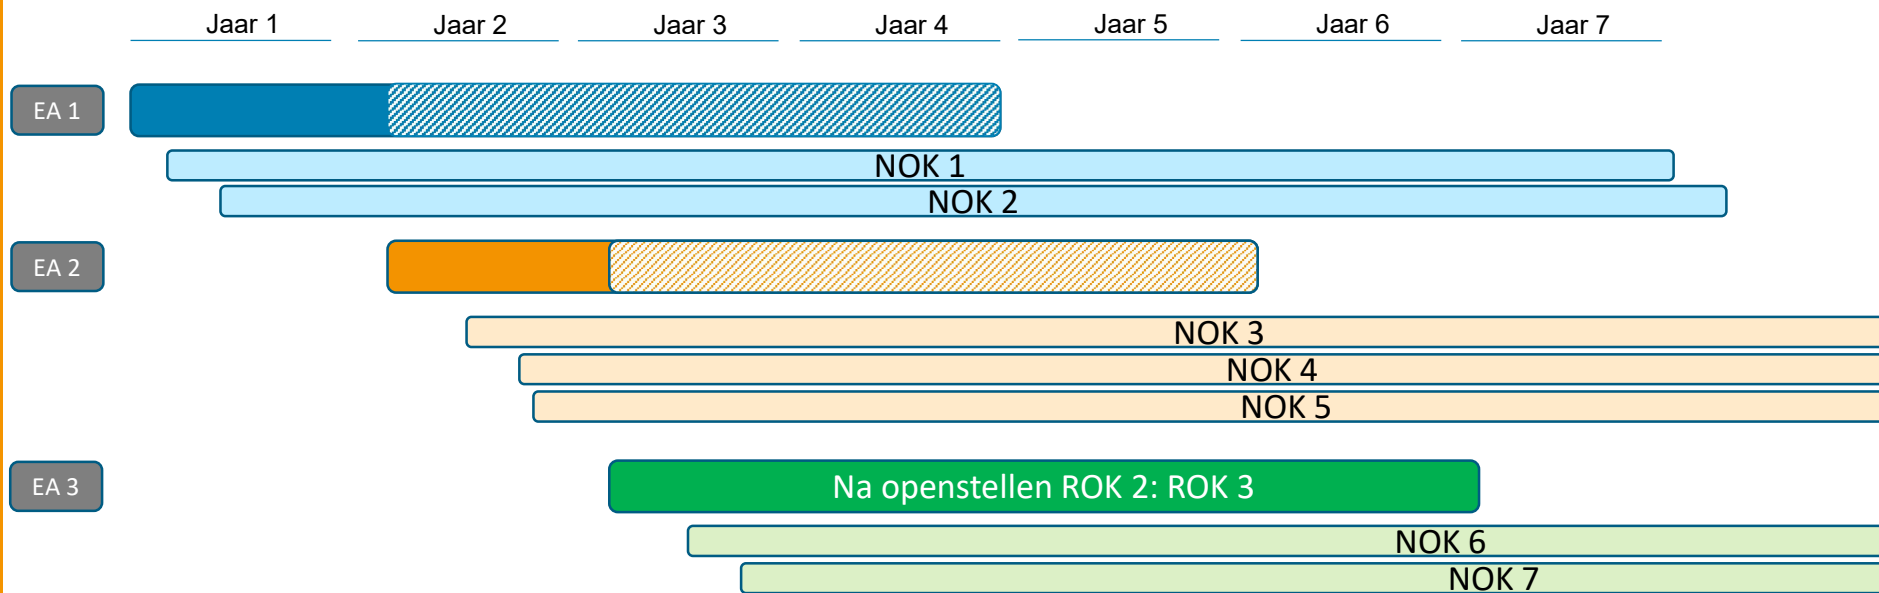 Jaar 1 Jaar 2 Jaar 3 Jaar 4 Jaar 5 Jaar 6 Jaar 7
EA 1
NOK 1
NOK 2
EA 2
NOK 3
NOK 4
NOK 5
EA 3 Na openstellen ROK 2: ROK 3
NOK 6
NOK 7